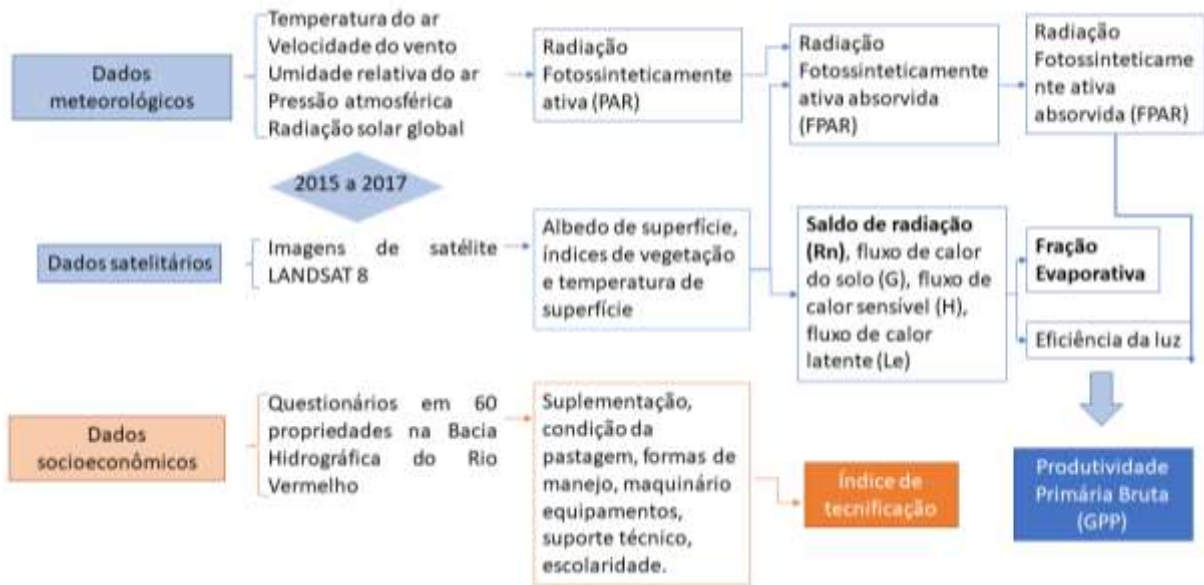 Dados
meteorológicos
Temperatura do ar
Velocidade do vento
Umidade relativa do ar
Pressão atmosférica
Radiação solar global
Radiação
Fotossinteticamente
ativa (PAR)
Radiação
Fotossinteticamente
ativa absorvida
(FPAR)
Radiação
Fotossinteticame
nte ativa
absorvida (FPAR)
2015 a 2017
Dados satelitários
Imagens de satélite
LANDSAT 8
Albedo de superfície,
índices de vegetação
e temperatura de
superfície
Saldo de radiação
(Rn), fluxo de calor
do solo (G), fluxo de
calor sensível (H),
fluxo de calor
latente (Le)
Fração
Evaporativa
Eficiência da luz
Dados
socioeconômicos
Questionários em 60
propriedades na Bacia
Hidrográfica do Rio
Vermelho
Suplementação,
condição da
pastagem, formas de
manejo, maquinário
equipamentos,
suporte técnico,
escolaridade.
Índice de
tecnificação
Produtividade
Primária Bruta
(GPP)